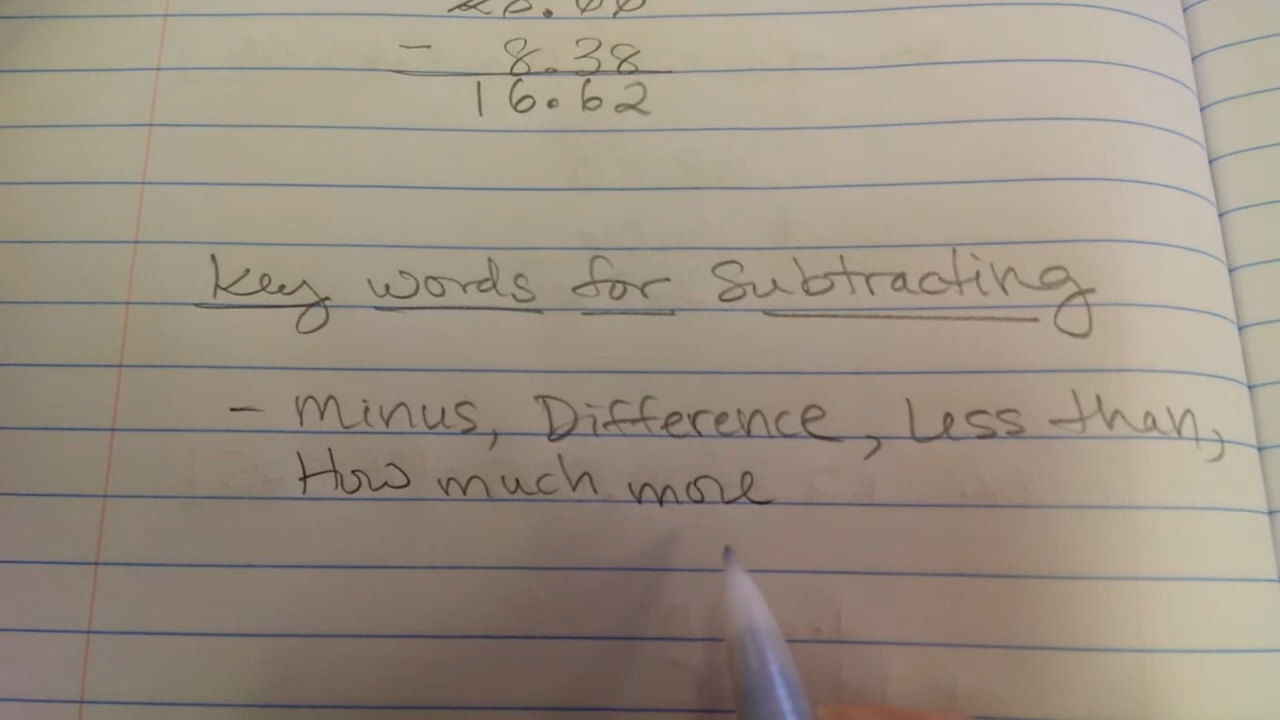 - 8.38
16.62
Key words for Subtracting
- Minus, Difference, Less than,
How much more